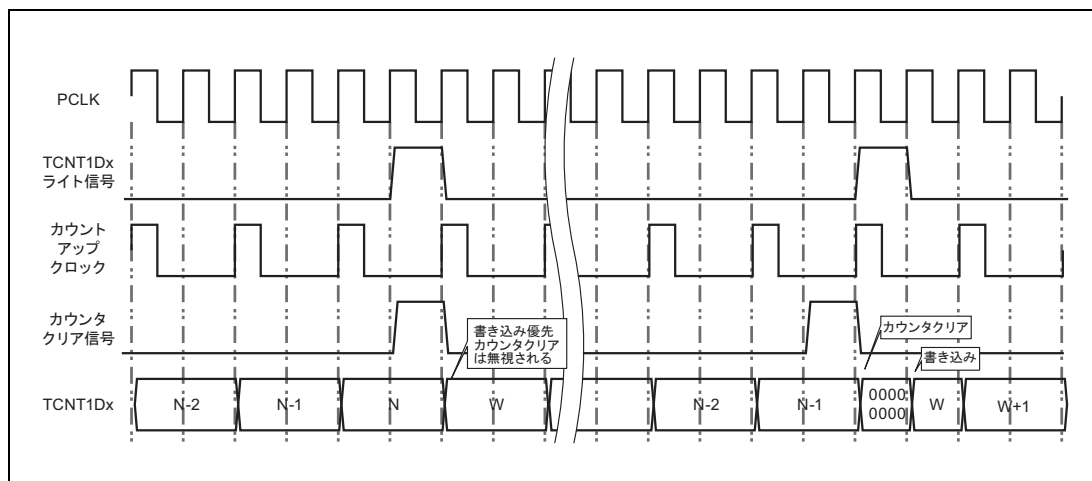 PCLK
TCNT1Dx
ライト信号
カウント
アップ
クロック
カウンタ
クリア信号
書き込み優先
カウンタクリア
は無視される
カウンタクリア
書き込み
TCNT1Dx
N-2
N-1
N
W
N-2
N-1
0000
0000
W
W+1